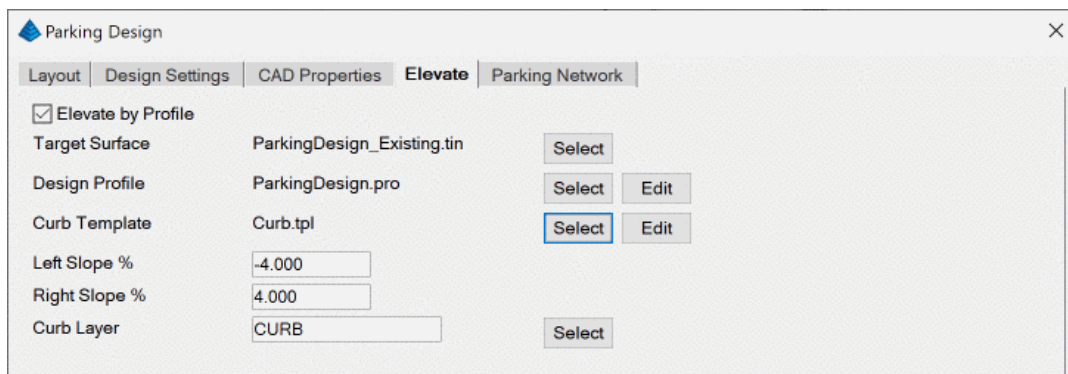 Parking Design
Layout Design Settings CAD Properties Elevate Parking Network
Elevate by Profile
Target Surface ParkingDesign_Existing.tin Select
Design Profile ParkingDesign.pro Select Edit
Curb Template Curb.tpl Select Edit
Left Slope % -4.000
Right Slope % 4.000
Curb Layer CURB Select